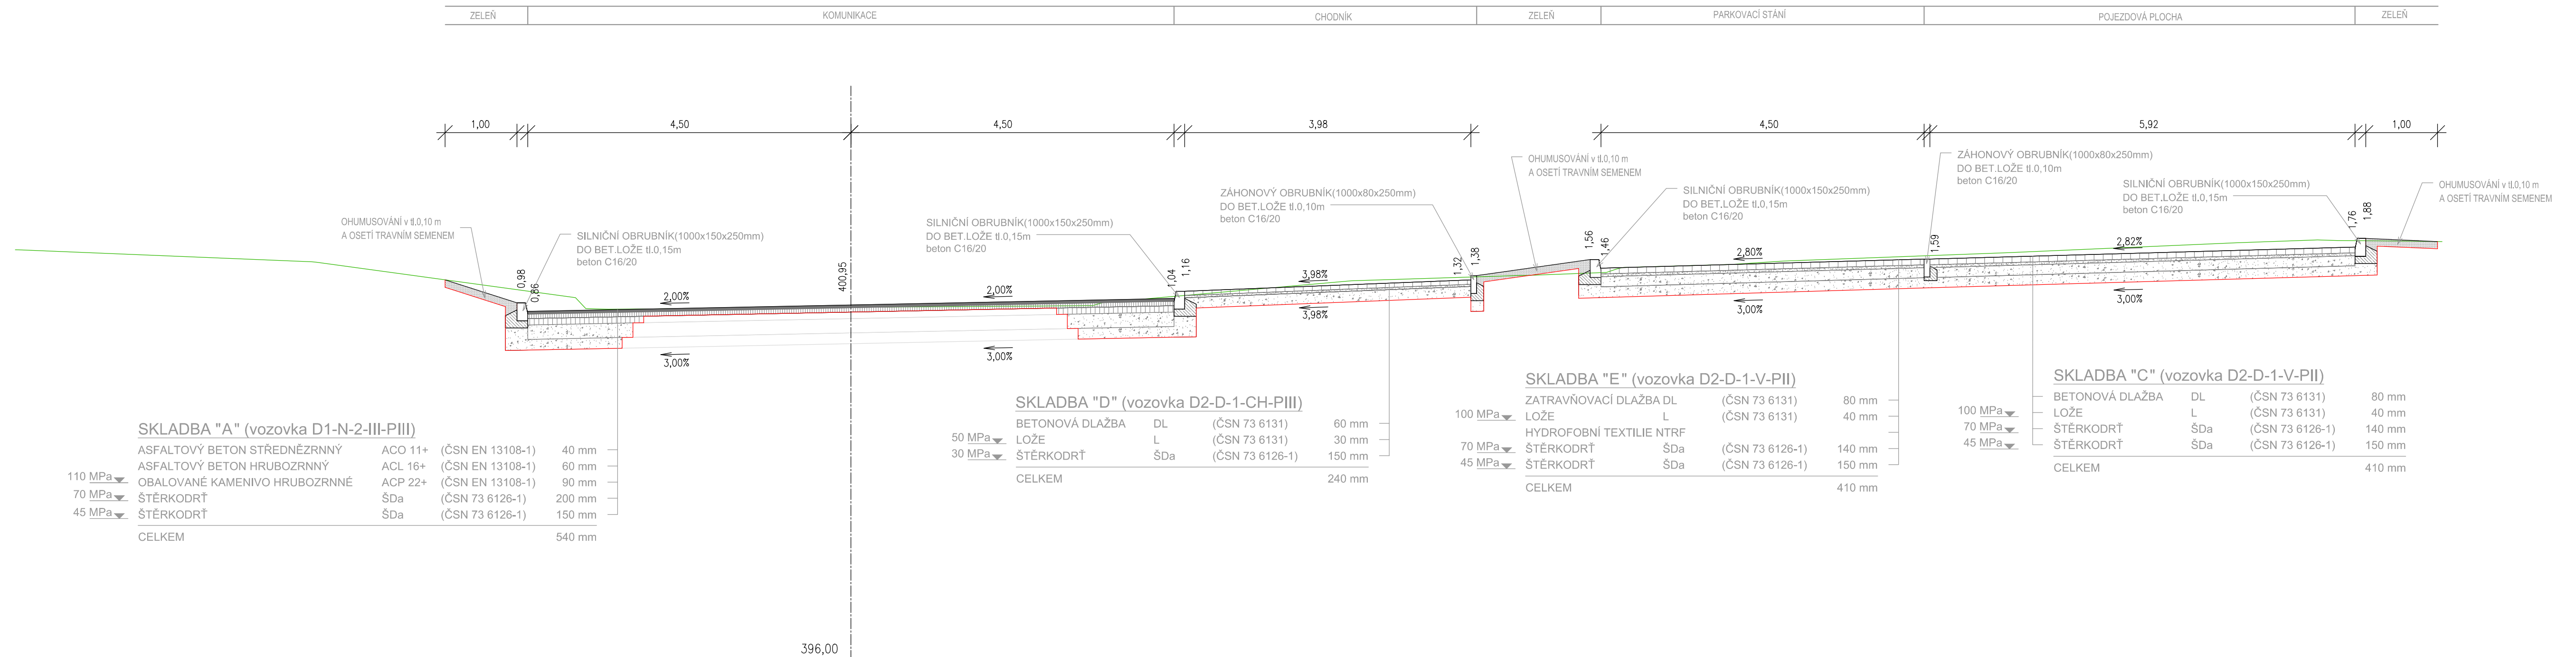 ZELEŇ KOMUNIKACE CHODNÍK ZELEŇ PARKOVACÍ STÁNÍ POJEZDOVÁ PLOCHA ZELEŇ
1,00 4,50 4,50 3,98 4,50 5,92 1,00
OHUMUSOVÁNÍ v tl.0,10 m
A OSETÍ TRAVNÍM SEMENEM
0,98
0,86
SILNIČNÍ OBRUBNÍK(1000x150x250mm)
DO BET.LOŽE tl.0,15m
beton C16/20
2,00%
3,00%
400,95
2,00%
3,00%
SILNIČNÍ OBRUBNÍK(1000x150x250mm)
DO BET.LOŽE tl.0,15m
beton C16/20
1,04
1,16
3,98%
3,98%
ZÁHONOVÝ OBRUBNÍK(1000x80x250mm)
DO BET.LOŽE tl.0,10m
beton C16/20
1,32
1,38
OHUMUSOVÁNÍ v tl.0,10 m
A OSETÍ TRAVNÍM SEMENEM
1,56
1,46
SILNIČNÍ OBRUBNÍK(1000x150x250mm)
DO BET.LOŽE tl.0,15m
beton C16/20
2,80%
3,00%
1,59
ZÁHONOVÝ OBRUBNÍK(1000x80x250mm)
DO BET.LOŽE tl.0,10m
beton C16/20
2,82%
3,00%
SILNIČNÍ OBRUBNÍK(1000x150x250mm)
DO BET.LOŽE tl.0,15m
beton C16/20
1,76
1,88
OHUMUSOVÁNÍ v tl.0,10 m
A OSETÍ TRAVNÍM SEMENEM
SKLADBA "A" (vozovka D1-N-2-III-PIII)
ASFALTOVÝ BETON STŘEDNĚZRNNÝ ACO 11+ (ČSN EN 13108-1) 40 mm
ASFALTOVÝ BETON HRUBOZRNNÝ ACL 16+ (ČSN EN 13108-1) 60 mm
110 MPa OBALOVANÉ KAMENIVO HRUBOZRNNÉ ACP 22+ (ČSN EN 13108-1) 90 mm
70 MPa ŠTĚRKODRŤ ŠDa (ČSN 73 6126-1) 200 mm
45 MPa ŠTĚRKODRŤ ŠDa (ČSN 73 6126-1) 150 mm
CELKEM 540 mm
SKLADBA "D" (vozovka D2-D-1-CH-PIII)
BETONOVÁ DLAŽBA DL (ČSN 73 6131) 60 mm
50 MPa LOŽE L (ČSN 73 6131) 30 mm
30 MPa ŠTĚRKODRŤ ŠDa (ČSN 73 6126-1) 150 mm
CELKEM 240 mm
SKLADBA "E" (vozovka D2-D-1-V-PII)
ZATRAVŇOVACÍ DLAŽBA DL (ČSN 73 6131) 80 mm
100 MPa LOŽE L (ČSN 73 6131) 40 mm
HYDROFOBNÍ TEXTILIE NTRF
70 MPa ŠTĚRKODRŤ ŠDa (ČSN 73 6126-1) 140 mm
45 MPa ŠTĚRKODRŤ ŠDa (ČSN 73 6126-1) 150 mm
CELKEM 410 mm
SKLADBA "C" (vozovka D2-D-1-V-PII)
BETONOVÁ DLAŽBA DL (ČSN 73 6131) 80 mm
100 MPa LOŽE L (ČSN 73 6131) 40 mm
70 MPa ŠTĚRKODRŤ ŠDa (ČSN 73 6126-1) 140 mm
45 MPa ŠTĚRKODRŤ ŠDa (ČSN 73 6126-1) 150 mm
CELKEM 410 mm
396,00